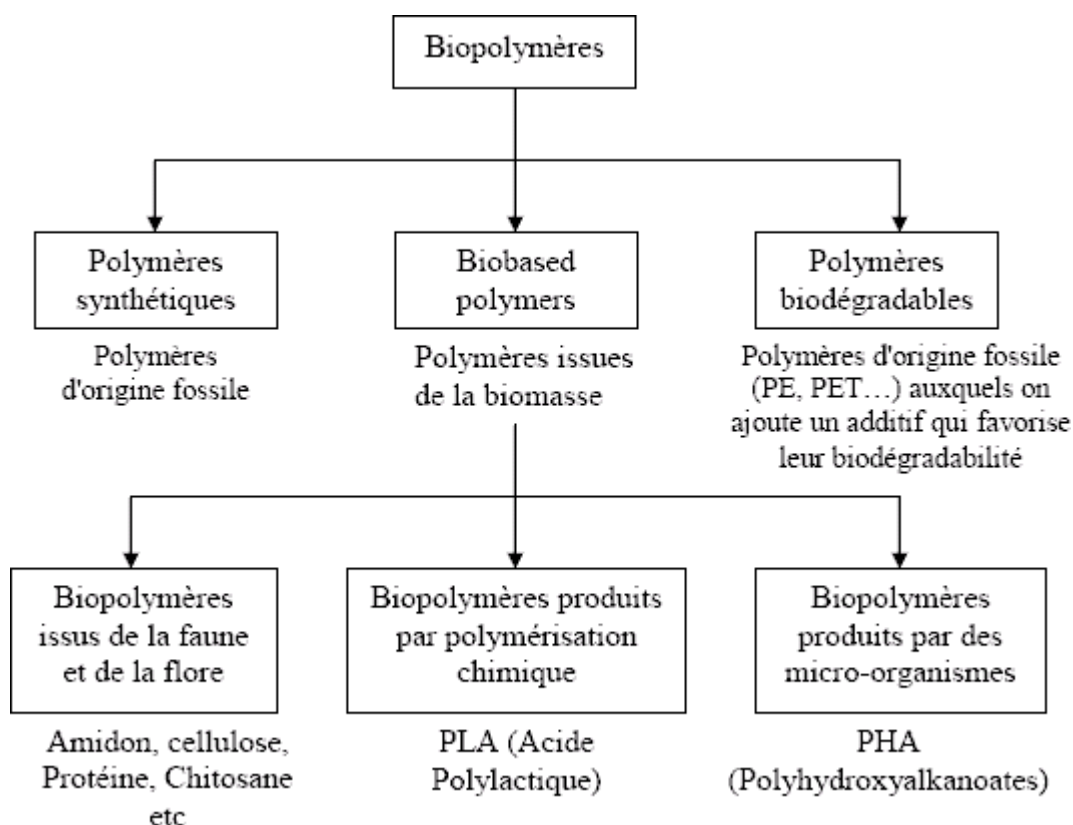 Biopolymères
Polymères
synthétiques
Polymères
d'origine fossile
Biobased
polymers
Polymères issues
de la biomasse
Polymères
biodégradables
Polymères d'origine fossile
(PE, PET…) auxquels on
ajoute un additif qui favorise
leur biodégradabilité
Biopolymères
issus de la faune
et de la flore
Amidon, cellulose,
Protéine, Chitosane
etc
Biopolymères produits
par polymérisation
chimique
PLA (Acide
Polylactique)
Biopolymères
produits par des
micro-organismes
PHA
(Polyhydroxyalkanoates)